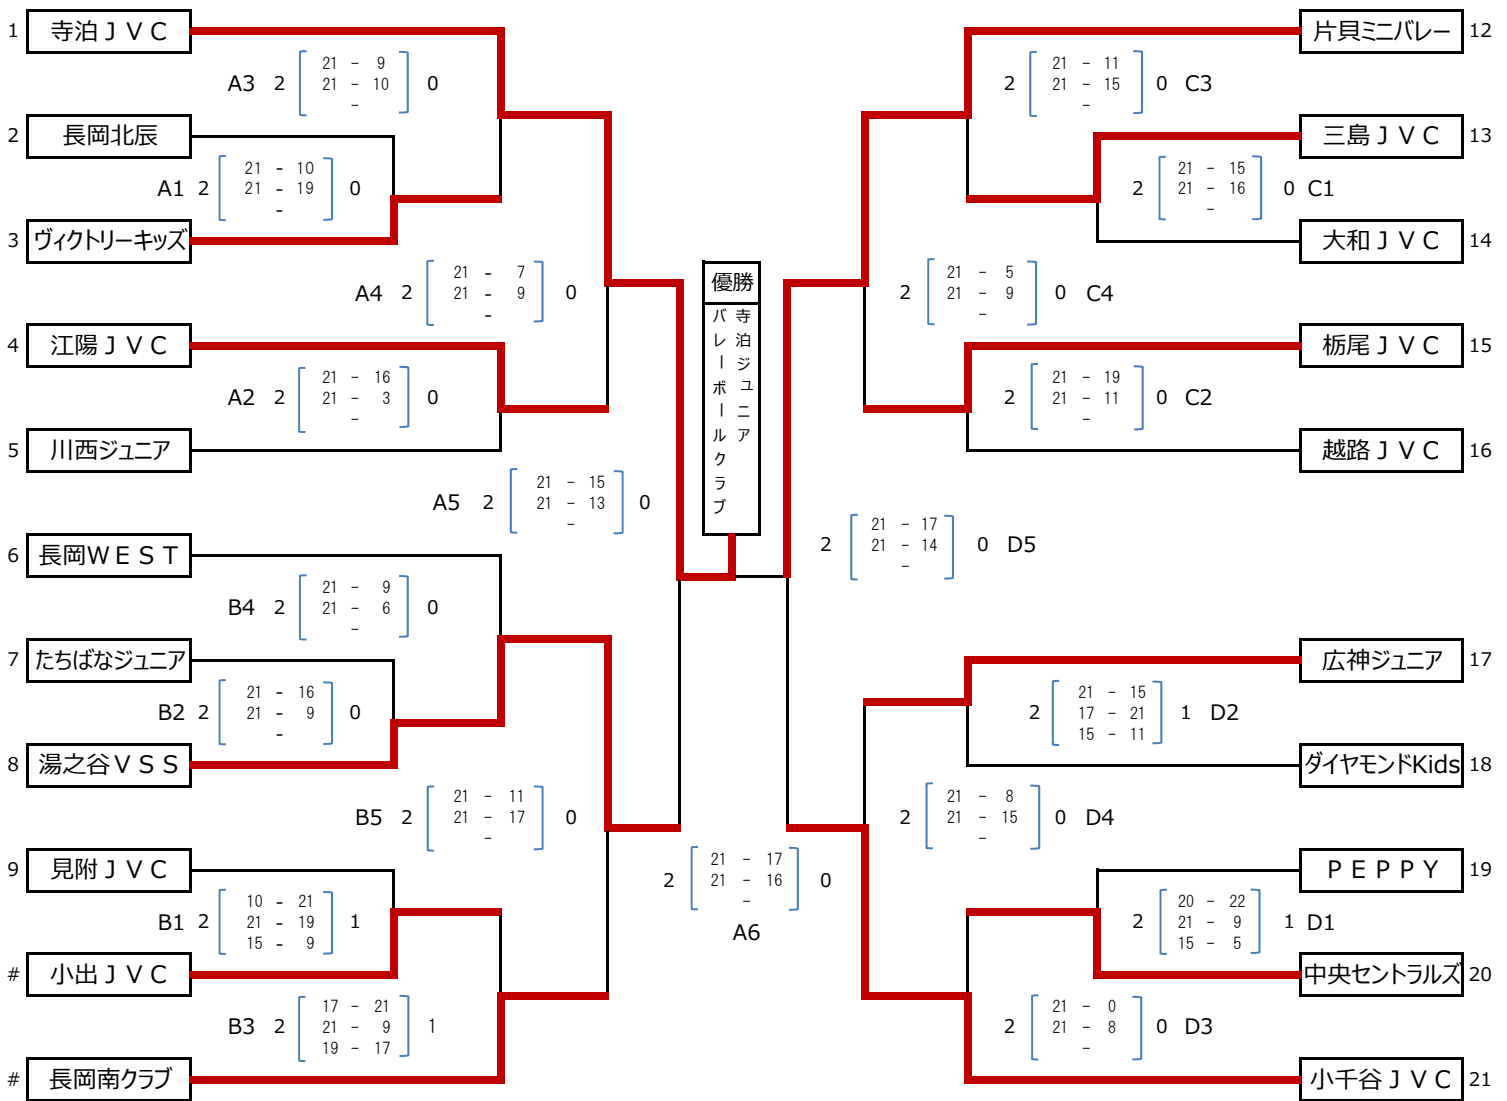 1 寺泊ＪＶＣ
A3 2 21 - 9 0
21 - 10
-
2 長岡北辰
A1 2 21 - 10 0
21 - 19
-
3 ヴィクトリーキッズ
A4 2 21 - 7 0
21 - 9
-
4 江陽ＪＶＣ
A2 2 21 - 16 0
21 - 3
-
5 川西ジュニア
A5 2 21 - 15 0
21 - 13
-
6 長岡ＷＥＳＴ
B4 2 21 - 9 0
21 - 6
-
7 たちばなジュニア
B2 2 21 - 16 0
21 - 9
-
8 湯之谷ＶＳＳ
B5 2 21 - 11 0
21 - 17
-
9 見附ＪＶＣ
B1 2 10 - 21 1
21 - 19
15 - 9
# 小出ＪＶＣ
B3 2 17 - 21 1
21 - 9
19 - 17
# 長岡南クラブ
優勝
寺泊ジュニア
バレーボールクラブ
2 21 - 17 0
21 - 16
-
A6
片貝ミニバレー 12
2 21 - 11 0 C3
21 - 15
-
三島ＪＶＣ 13
2 21 - 15 0 C1
21 - 16
-
大和ＪＶＣ 14
2 21 - 5 0 C4
21 - 9
-
栃尾ＪＶＣ 15
2 21 - 19 0 C2
21 - 11
-
越路ＪＶＣ 16
2 21 - 17 0 D5
21 - 14
-
広神ジュニア 17
2 21 - 15 1 D2
17 - 21
15 - 11
ダイヤモンドKids 18
2 21 - 8 0 D4
21 - 15
-
ＰＥＰＰＹ 19
2 20 - 22 1 D1
21 - 9
15 - 5
中央セントラルズ 20
2 21 - 0 0 D3
21 - 8
-
小千谷ＪＶＣ 21